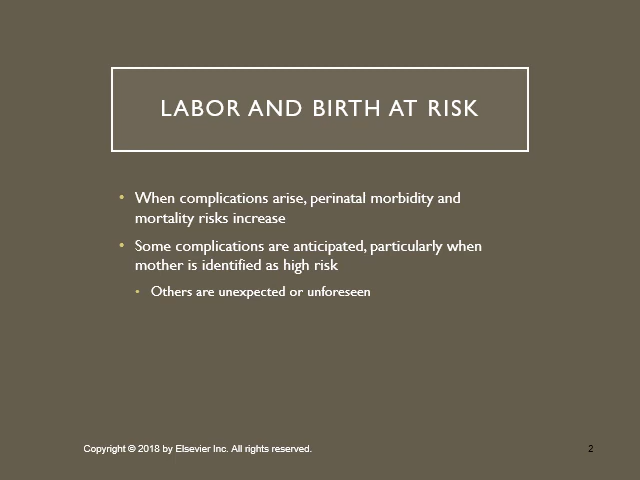 LABOR AND BIRTH AT RISK
• When complications arise, perinatal morbidity and
mortality risks increase
• Some complications are anticipated, particularly when
mother is identified as high risk
• Others are unexpected or unforeseen
Copyright © 2018 by Elsevier Inc. All rights reserved.
2